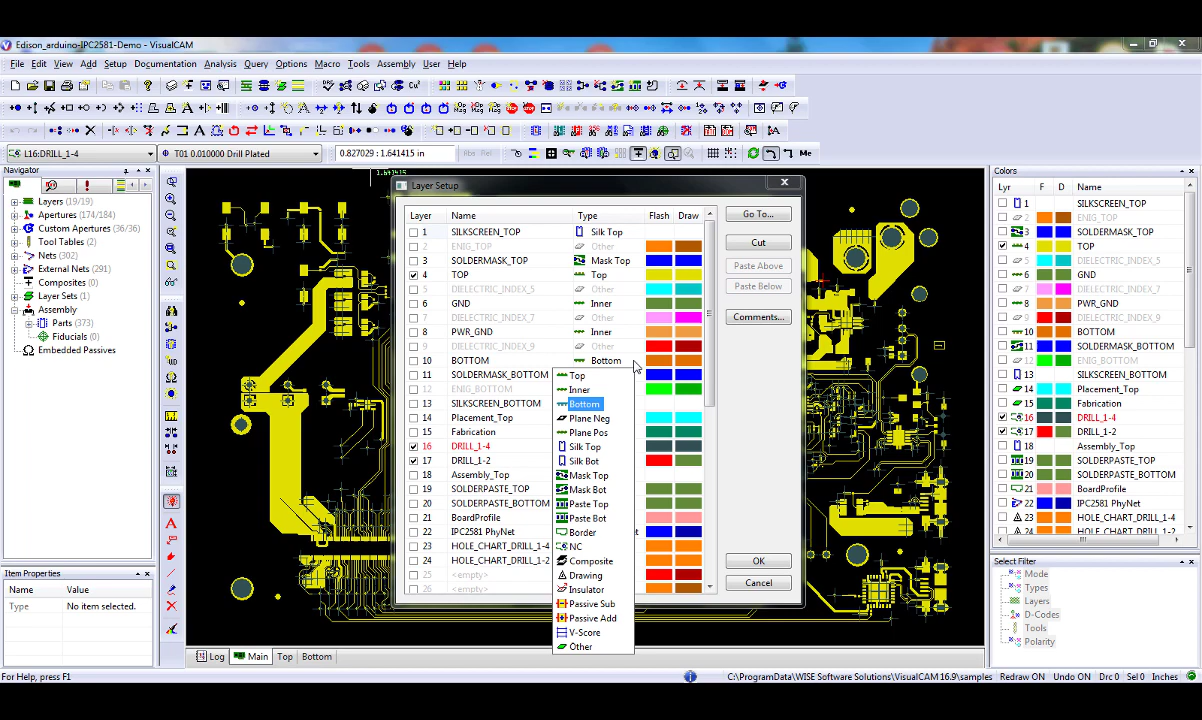 Edison_arduino-IPC2581-Demo - VisualCAM
File Edit View Add Setup Documentation Analysis Query Options Macro Tools Assembly User Help
L16:DRILL_1-4
T01 0.010000 Drill Plated
0.827029 : 1.641415 in
Abs Rel
Me
Navigator
Layers (19/19)
Apertures (174/184)
Custom Apertures (36/36)
Tool Tables (2)
Nets (302)
External Nets (291)
Composites (0)
Layer Sets (1)
Assembly
Parts (373)
Fiducials (0)
Embedded Passives
Item Properties
Name Value
Type No item selected.
1.641415
Layer Setup
Layer Name Type Flash Draw
1 SILKSCREEN_TOP Silk Top
2 ENIG_TOP Other
3 SOLDERMASK_TOP Mask Top
4 TOP Top
5 DIELECTRIC_INDEX_5 Other
6 GND Inner
7 DIELECTRIC_INDEX_7 Other
8 PWR_GND Inner
9 DIELECTRIC_INDEX_9 Other
10 BOTTOM Bottom
11 SOLDERMASK_BOTTOM
12 ENIG_BOTTOM
13 SILKSCREEN_BOTTOM
14 Placement_Top
15 Fabrication
16 DRILL_1-4
17 DRILL_1-2
18 Assembly_Top
19 SOLDERPASTE_TOP
20 SOLDERPASTE_BOTTOM
21 BoardProfile
22 IPC2581 PhyNet
23 HOLE_CHART_DRILL_1-4
24 HOLE_CHART_DRILL_1-2
25 <empty>
26 <empty>
Top
Inner
Bottom
Plane Neg
Plane Pos
Silk Top
Silk Bot
Mask Top
Mask Bot
Paste Top
Paste Bot
Border
NC
Composite
Drawing
Insulator
Passive Sub
Passive Add
V-Score
Other
Go To...
Cut
Paste Above
Paste Below
Comments...
OK
Cancel
Colors
Lyr F D Name
1 SILKSCREEN_TOP
2 ENIG_TOP
3 SOLDERMASK_TOP
4 TOP
5 DIELECTRIC_INDEX_5
6 GND
7 DIELECTRIC_INDEX_7
8 PWR_GND
9 DIELECTRIC_INDEX_9
10 BOTTOM
11 SOLDERMASK_BOTTOM
12 ENIG_BOTTOM
13 SILKSCREEN_BOTTOM
14 Placement_Top
15 Fabrication
16 DRILL_1-4
17 DRILL_1-2
18 Assembly_Top
19 SOLDERPASTE_TOP
20 SOLDERPASTE_BOTTOM
21 BoardProfile
22 IPC2581 PhyNet
23 HOLE_CHART_DRILL_1-4
24 HOLE_CHART_DRILL_1-2
Select Filter
Mode
Types
Layers
D-Codes
Tools
Polarity
Log Main Top Bottom
For Help, press F1
C:\ProgramData\WISE Software Solutions\VisualCAM 16.9\samples Redraw ON Undo ON Drc 0 Sel 0 Inches